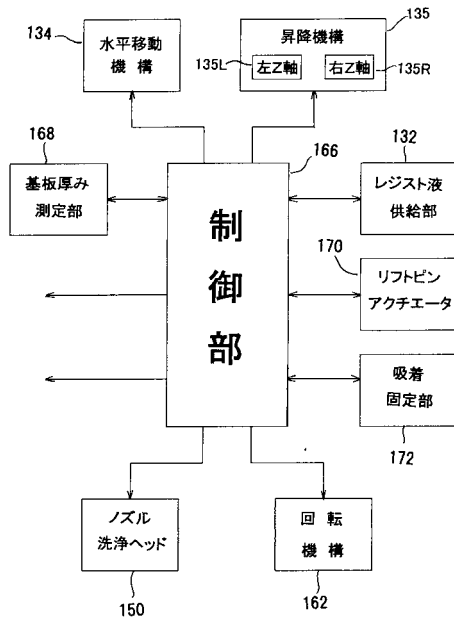 134
水平移動
機 構
135
昇降機構
135L
左Z軸
右Z軸
135R
168
基板厚み
測定部
166
制
御
部
132
レジスト液
供給部
170
リフトピン
アクチエータ
吸着
固定部
172
ノズル
洗浄ヘッド
150
回 転
機 構
162